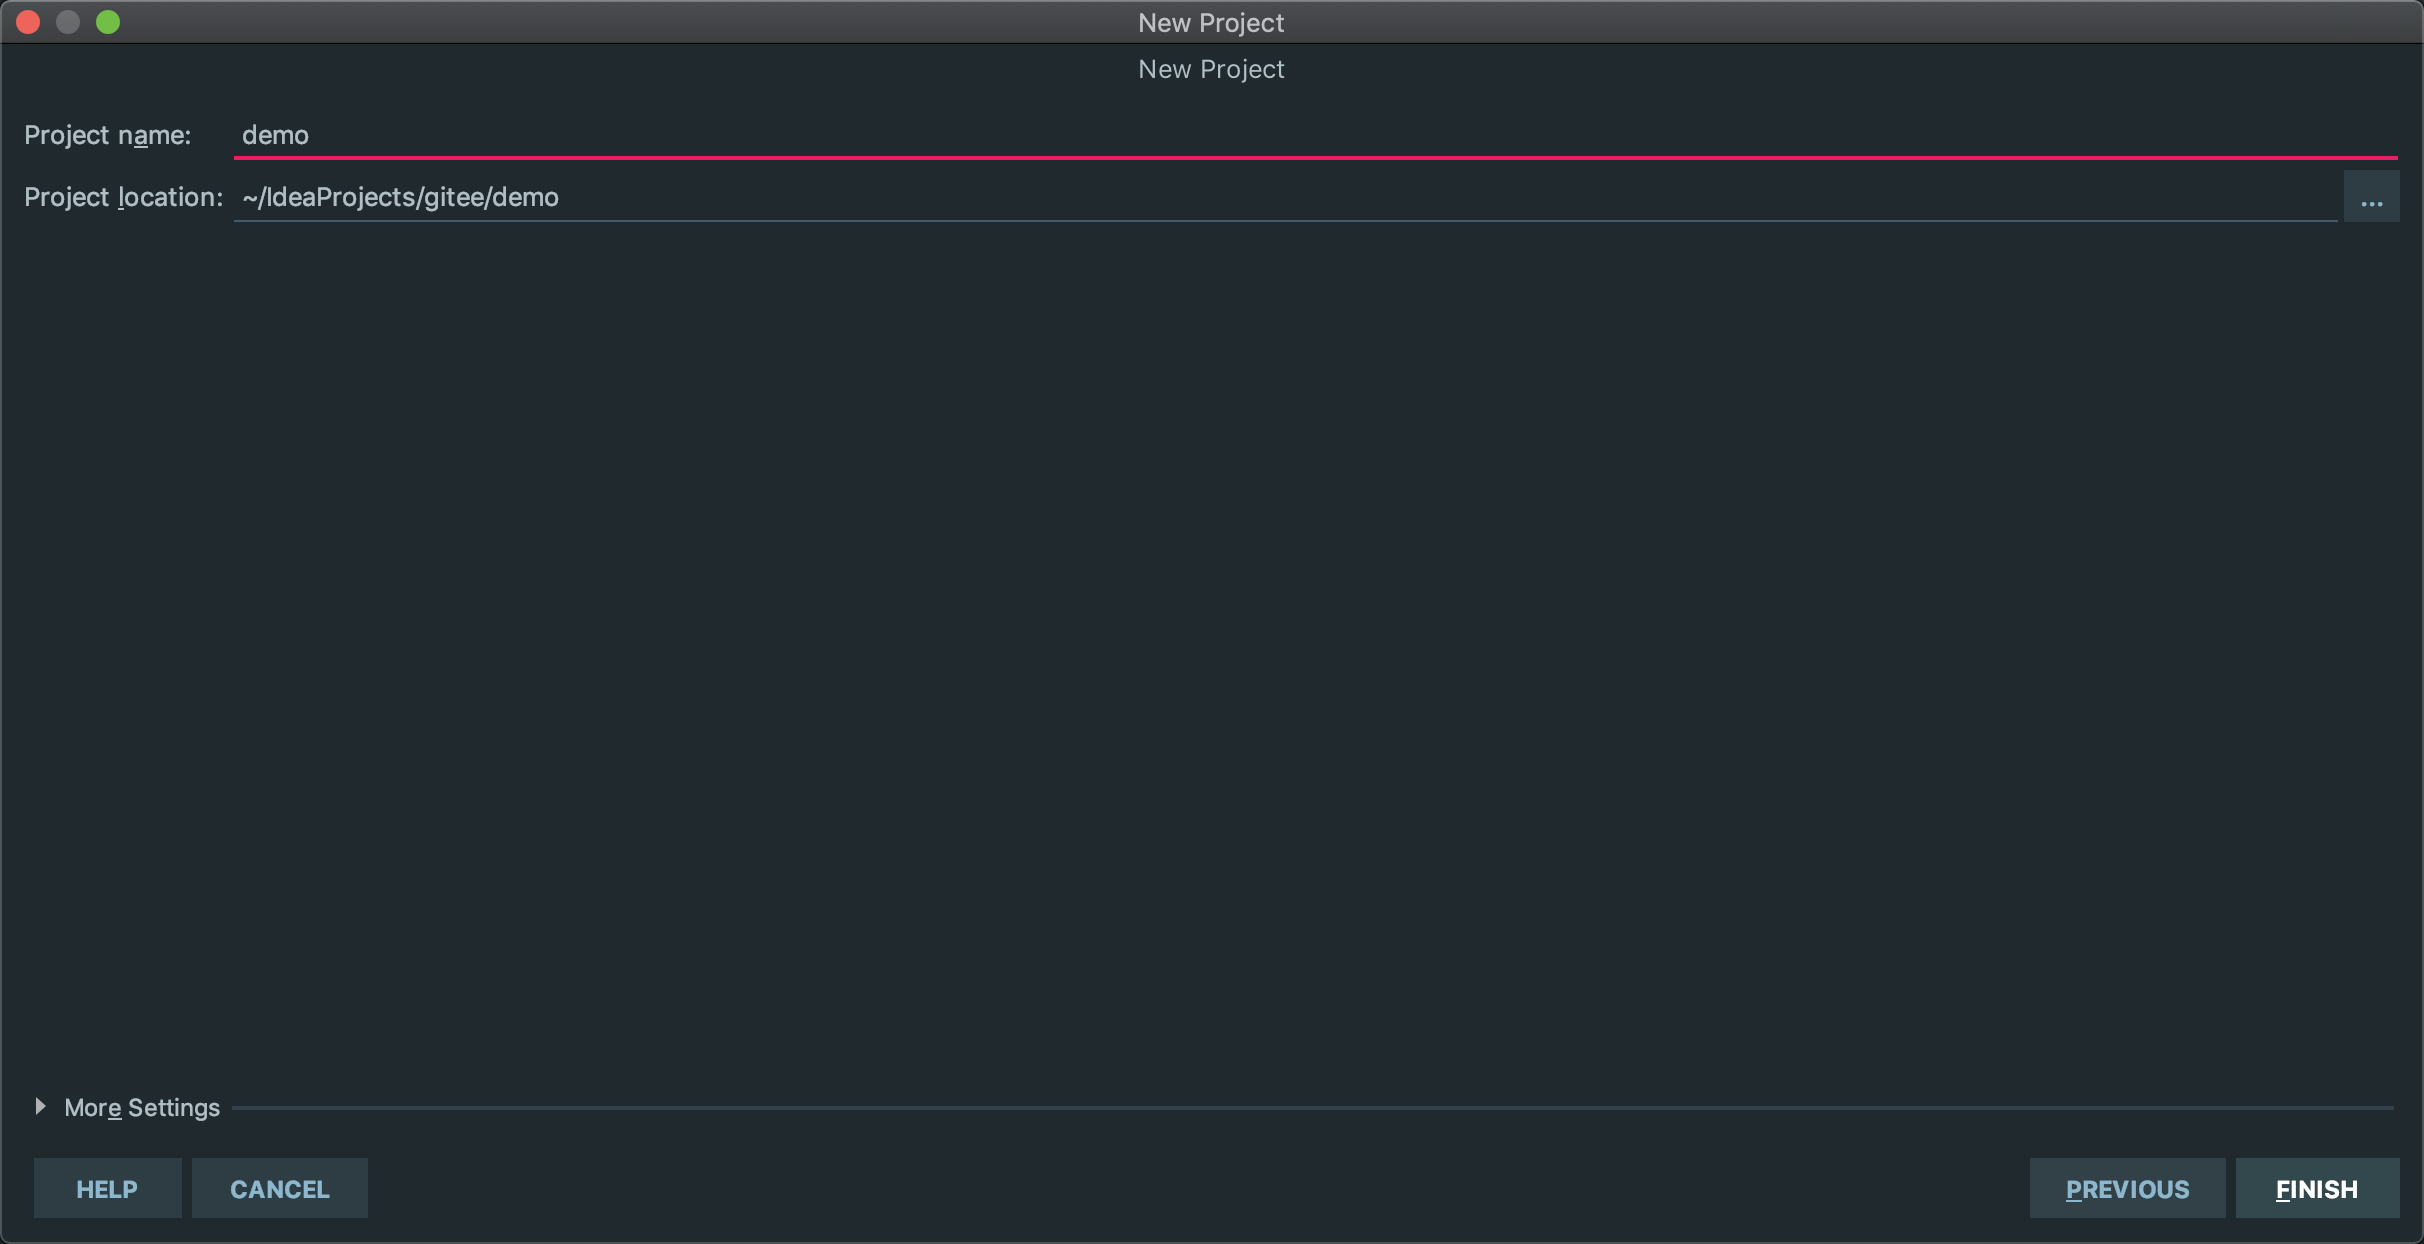 New Project
New Project
Project name: demo
Project location: ~/IdeaProjects/gitee/demo ...
More Settings
HELP CANCEL PREVIOUS FINISH